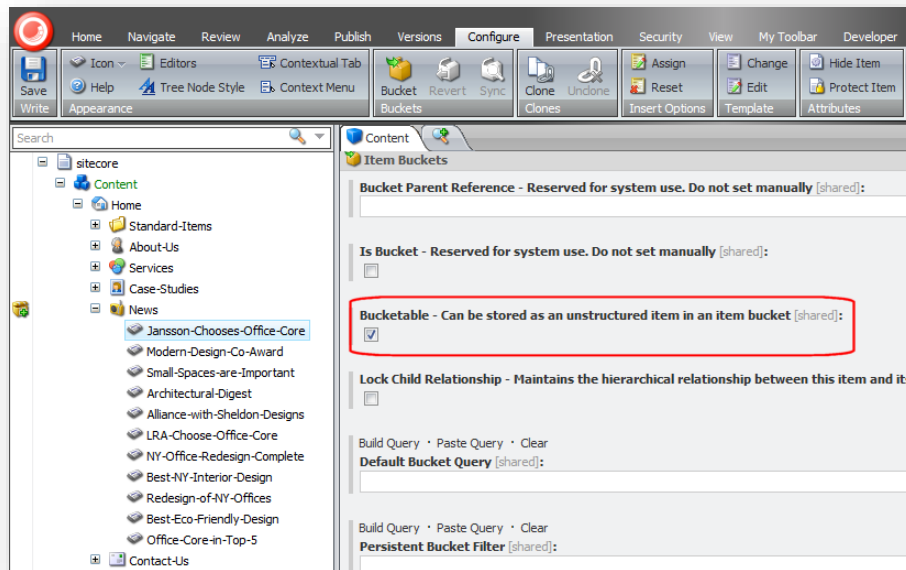 Home Navigate Review Analyze Publish Versions Configure Presentation Security View My Toolbar Developer
Save
Write
Icon Editors Contextual Tab
Help Tree Node Style Context Menu
Appearance
Bucket Revert Sync
Buckets
Clone Unclone
Clones
Assign
Reset
Insert Options
Change
Edit
Template
Hide Item
Protect Item
Attributes
Search
sitecore
Content
Home
Standard-Items
About-Us
Services
Case-Studies
News
Jansson-Chooses-Office-Core
Modern-Design-Co-Award
Small-Spaces-are-Important
Architectural-Digest
Alliance-with-Sheldon-Designs
LRA-Choose-Office-Core
NY-Office-Redesign-Complete
Best-NY-Interior-Design
Redesign-of-NY-Offices
Best-Eco-Friendly-Design
Office-Core-in-Top-5
Contact-Us
Content
Item Buckets
Bucket Parent Reference - Reserved for system use. Do not set manually [shared]:
Is Bucket - Reserved for system use. Do not set manually [shared]:
Bucketable - Can be stored as an unstructured item in an item bucket [shared]:
Lock Child Relationship - Maintains the hierarchical relationship between this item and it
Build Query · Paste Query · Clear
Default Bucket Query [shared]:
Build Query · Paste Query · Clear
Persistent Bucket Filter [shared]: